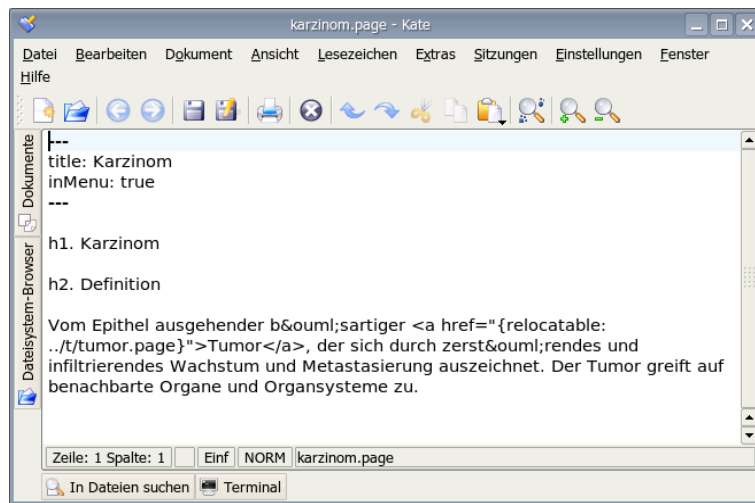 karzinom.page - Kate
Datei Bearbeiten Dokument Ansicht Lesezeichen Extras Sitzungen Einstellungen Fenster
Hilfe
Dokumente
Dateisystem-Browser
---
title: Karzinom
inMenu: true
---
h1. Karzinom
h2. Definition
Vom Epithel ausgehender b&ouml;sartiger <a href="{relocatable:
../t/tumor.page}">Tumor</a>, der sich durch zerst&ouml;rendes und
infiltrierendes Wachstum und Metastasierung auszeichnet. Der Tumor greift auf
benachbarte Organe und Organsysteme zu.
Zeile: 1 Spalte: 1 Einf NORM karzinom.page
In Dateien suchen Terminal